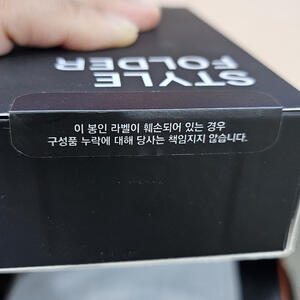 STYLE
FOLDER
이 봉인 라벨이 훼손되어 있는 경우
구성품 누락에 대해 당사는 책임지지 않습니다.